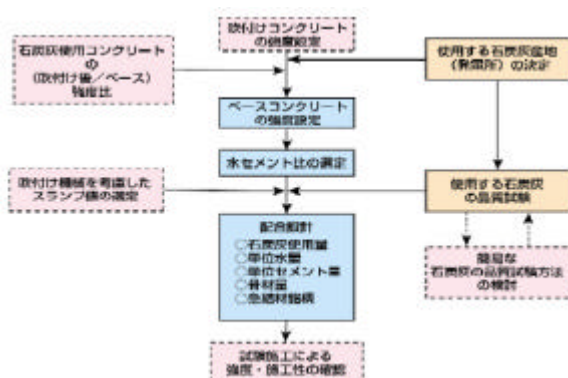 吹付けコンクリート
の強度設定
石炭灰使用コンクリート
の
(吹付け後／ベース)
強度比
使用する石炭灰産地
(発電所)の決定
ベースコンクリート
の強度設定
水セメント比の選定
吹付け機械を考慮した
スランプ値の選定
使用する石炭灰
の品質試験
配合設計
○石炭灰使用量
○単位水量
○単位セメント量
○骨材量
○急結材銘柄
簡易な
石炭灰の品質試験方法
の検討
試験施工による
強度・施工性の確認